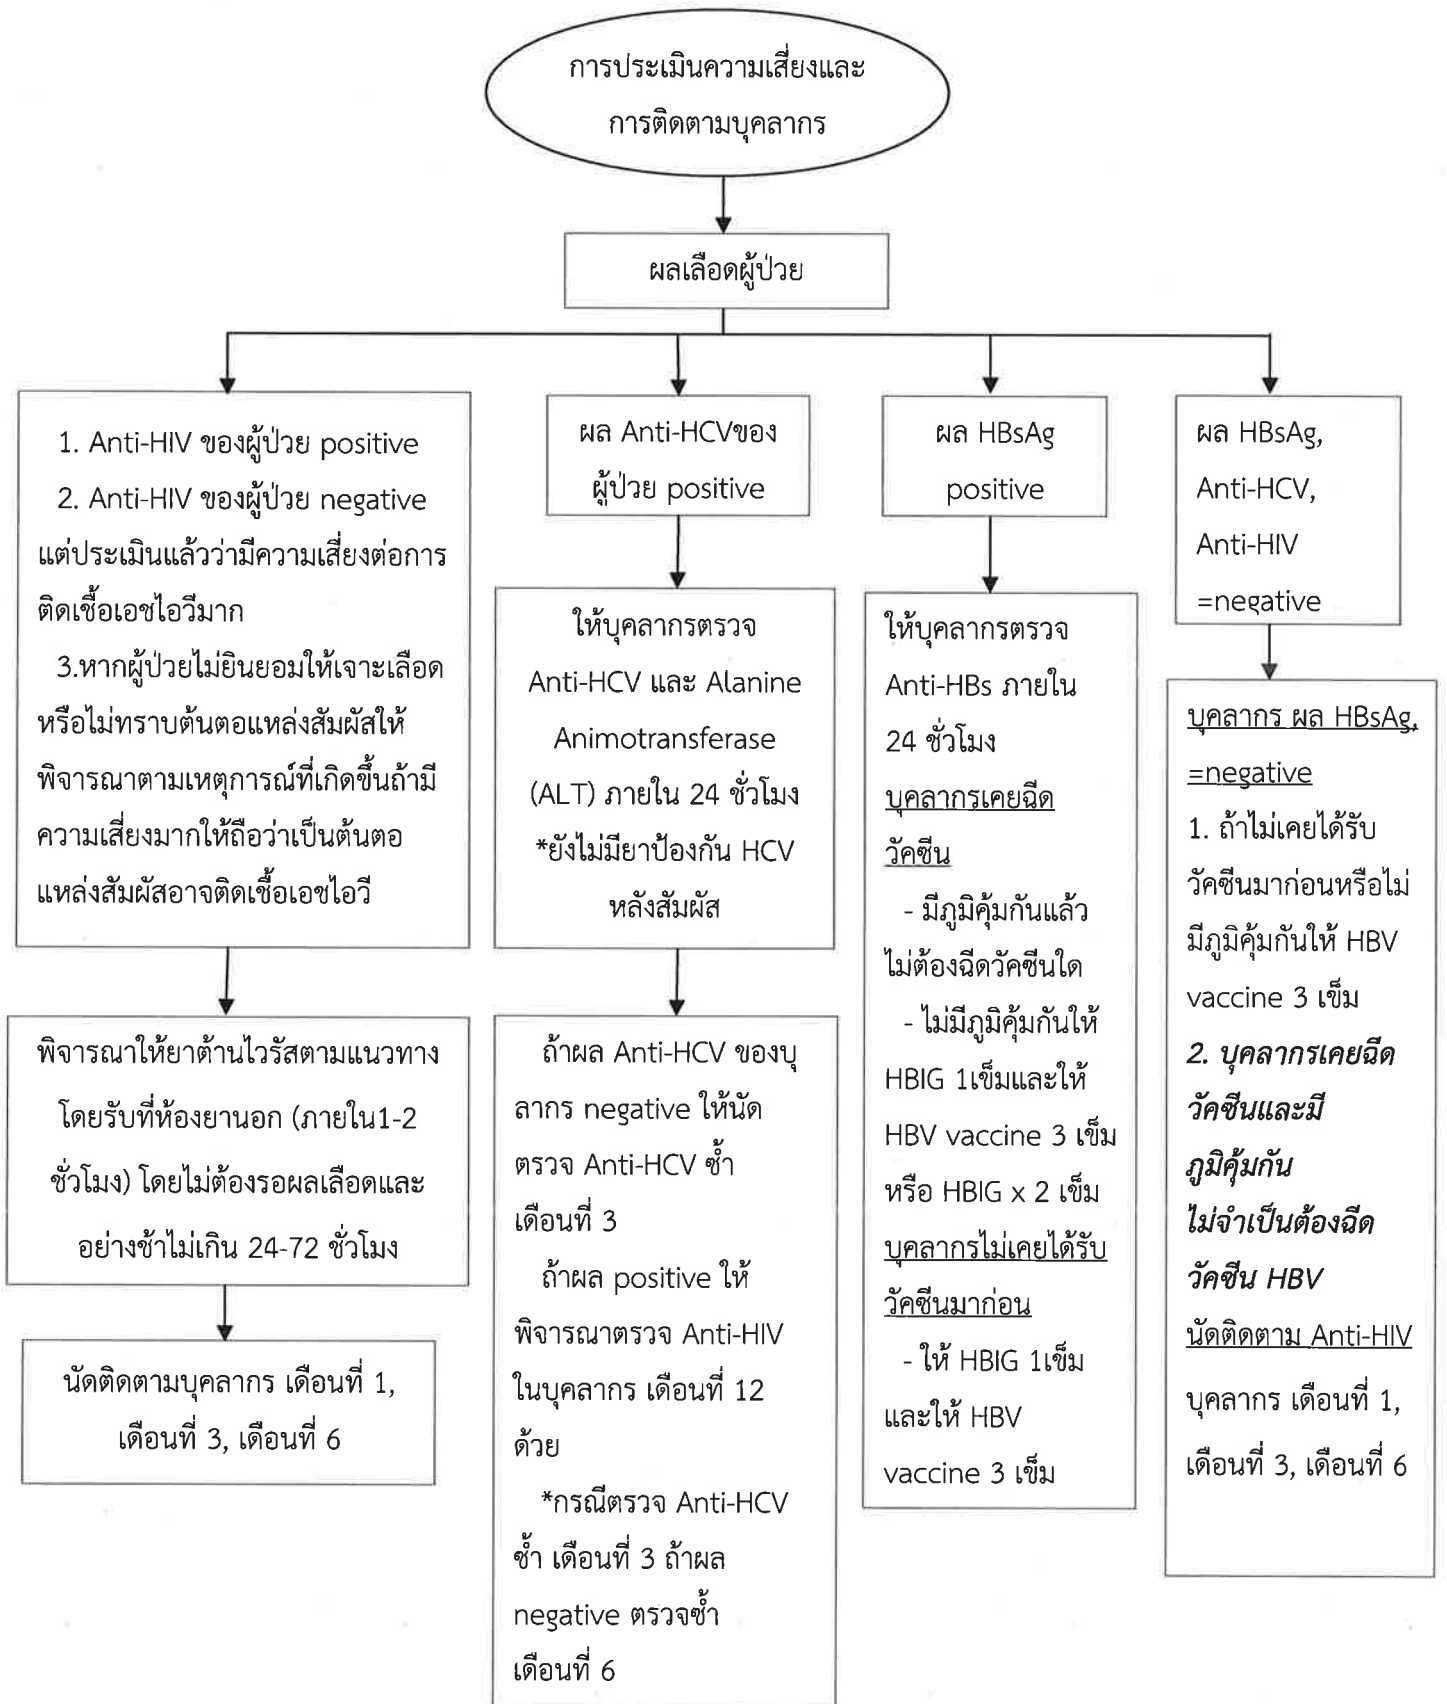 การประเมินความเสี่ยงและ
การติดตามบุคลากร
ผลเลือดผู้ป่วย
1. Anti-HIV ของผู้ป่วย positive
2. Anti-HIV ของผู้ป่วย negative
แต่ประเมินแล้วว่ามีความเสี่ยงต่อการ
ติดเชื้อเอชไอวีมาก
3.หากผู้ป่วยไม่ยินยอมให้เจาะเลือด
หรือไม่ทราบต้นตอแหล่งสัมผัสให้
พิจารณาตามเหตุการณ์ที่เกิดขึ้นถ้ามี
ความเสี่ยงมากให้ถือว่าเป็นต้นตอ
แหล่งสัมผัสอาจติดเชื้อเอชไอวี
พิจารณาให้ยาต้านไวรัสตามแนวทาง
โดยรับที่ห้องยานอก (ภายใน1-2
ชั่วโมง) โดยไม่ต้องรอผลเลือดและ
อย่างช้าไม่เกิน 24-72 ชั่วโมง
นัดติดตามบุคลากร เดือนที่ 1,
เดือนที่ 3, เดือนที่ 6
ผล Anti-HCVของ
ผู้ป่วย positive
ให้บุคลากรตรวจ
Anti-HCV และ Alanine
Animotransferase
(ALT) ภายใน 24 ชั่วโมง
*ยังไม่มียาป้องกัน HCV
หลังสัมผัส
ถ้าผล Anti-HCV ของบุ
ลากร negative ให้นัด
ตรวจ Anti-HCV ซ้ำ
เดือนที่ 3
ถ้าผล positive ให้
พิจารณาตรวจ Anti-HIV
ในบุคลากร เดือนที่ 12
ด้วย
*กรณีตรวจ Anti-HCV
ซ้ำ เดือนที่ 3 ถ้าผล
negative ตรวจซ้ำ
เดือนที่ 6
ผล HBsAg
positive
ให้บุคลากรตรวจ
Anti-HBs ภายใน
24 ชั่วโมง
บุคลากรเคยฉีด
วัคซีน
- มีภูมิคุ้มกันแล้ว
ไม่ต้องฉีดวัคซีนใด
- ไม่มีภูมิคุ้มกันให้
HBIG 1เข็มและให้
HBV vaccine 3 เข็ม
หรือ HBIG x 2 เข็ม
บุคลากรไม่เคยได้รับ
วัคซีนมาก่อน
- ให้ HBIG 1เข็ม
และให้ HBV
vaccine 3 เข็ม
ผล HBsAg,
Anti-HCV,
Anti-HIV
=negative
บุคลากร ผล HBsAg,
=negative
1. ถ้าไม่เคยได้รับ
วัคซีนมาก่อนหรือไม่
มีภูมิคุ้มกันให้ HBV
vaccine 3 เข็ม
2. บุคลากรเคยฉีด
วัคซีนและมี
ภูมิคุ้มกัน
ไม่จำเป็นต้องฉีด
วัคซีน HBV
นัดติดตาม Anti-HIV
บุคลากร เดือนที่ 1,
เดือนที่ 3, เดือนที่ 6